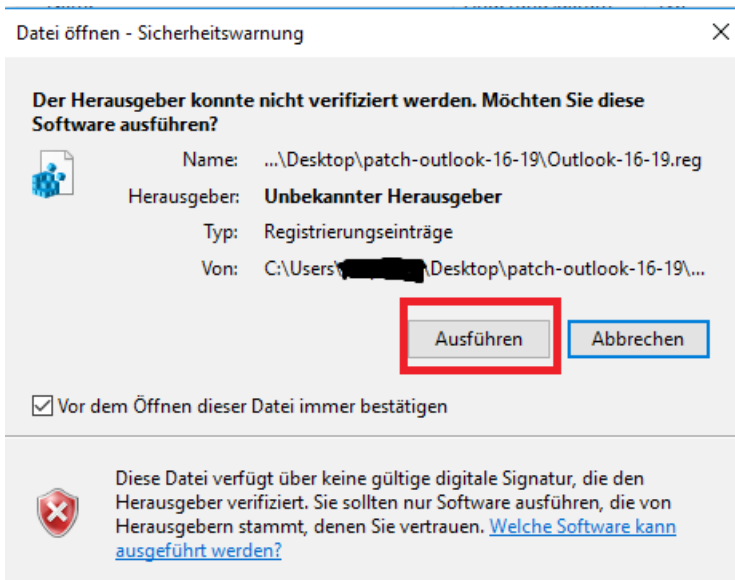 Datei öffnen - Sicherheitswarnung
Der Herausgeber konnte nicht verifiziert werden. Möchten Sie diese
Software ausführen?
Name: ...\Desktop\patch-outlook-16-19\Outlook-16-19.reg
Herausgeber: Unbekannter Herausgeber
Typ: Registrierungseinträge
Von: C:\Users\ \Desktop\patch-outlook-16-19\...
Ausführen Abbrechen
Vor dem Öffnen dieser Datei immer bestätigen
Diese Datei verfügt über keine gültige digitale Signatur, die den
Herausgeber verifiziert. Sie sollten nur Software ausführen, die von
Herausgebern stammt, denen Sie vertrauen. Welche Software kann
ausgeführt werden?